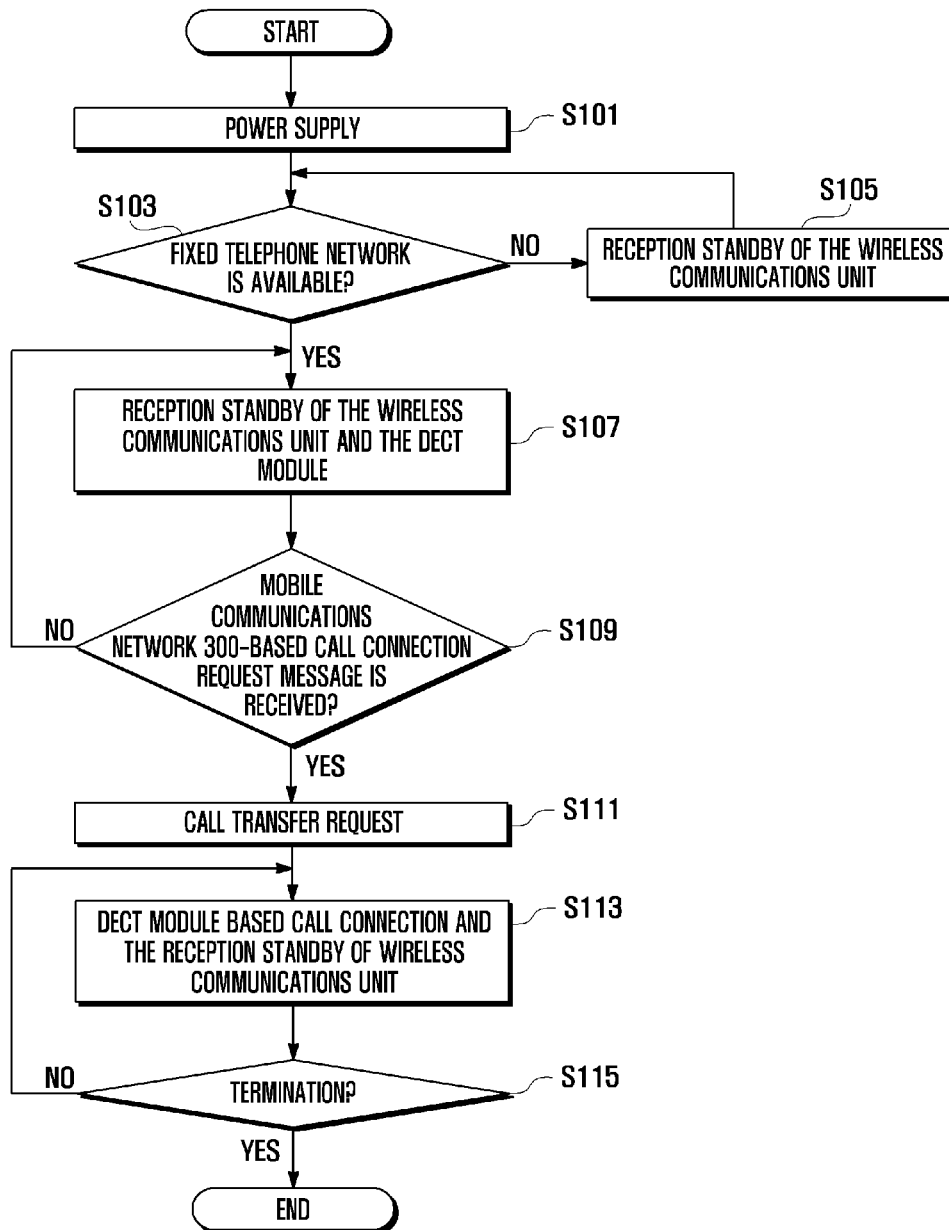 START
POWER SUPPLY
S101
S103
FIXED TELEPHONE NETWORK
IS AVAILABLE?
NO
S105
RECEPTION STANDBY OF THE WIRELESS
COMMUNICATIONS UNIT
YES
RECEPTION STANDBY OF THE WIRELESS
COMMUNICATIONS UNIT AND THE DECT
MODULE
S107
MOBILE
COMMUNICATIONS
NETWORK 300-BASED CALL CONNECTION
REQUEST MESSAGE IS
RECEIVED?
NO
S109
YES
CALL TRANSFER REQUEST
S111
DECT MODULE BASED CALL CONNECTION AND
THE RECEPTION STANDBY OF WIRELESS
COMMUNICATIONS UNIT
S113
NO
TERMINATION?
S115
YES
END